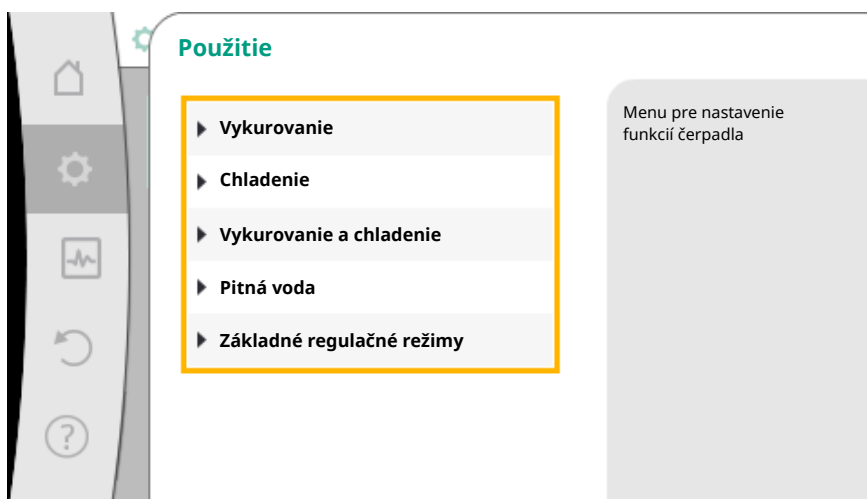 Použitie
Vykurovanie
Chladenie
Vykurovanie a chladenie
Pitná voda
Základné regulačné režimy
Menu pre nastavenie
funkcií čerpadla
?